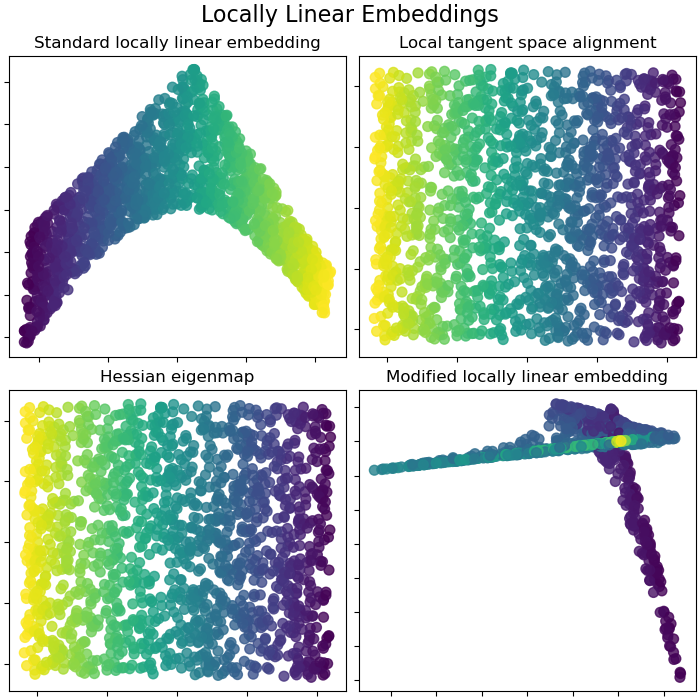 Locally Linear Embeddings
Standard locally linear embedding
Local tangent space alignment
Hessian eigenmap
Modified locally linear embedding